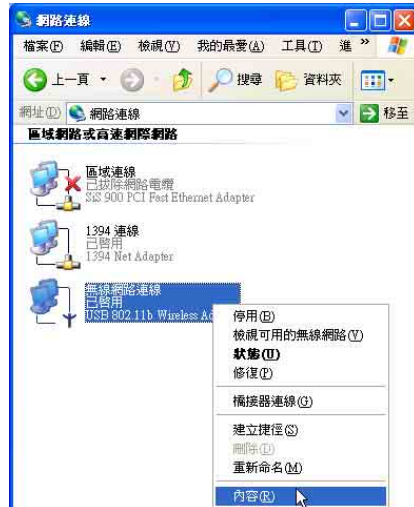 網路連線
檔案(F) 編輯(E) 檢視(V) 我的最愛(A) 工具(T) 進 »
上一頁 搜尋 資料夾
網址(D) 網路連線 移至
區域網路或高速網際網路
區域連線
已拔除網路電纜
SiS 900 PCI Fast Ethernet Adapter
1394 連線
已啓用
1394 Net Adapter
無線網路連線
已啓用
USB 802.11b Wireless Ad
停用(B)
檢視可用的無線網路(V)
狀態(U)
修復(P)
橋接器連線(G)
建立捷徑(S)
刪除(D)
重新命名(M)
內容(R)